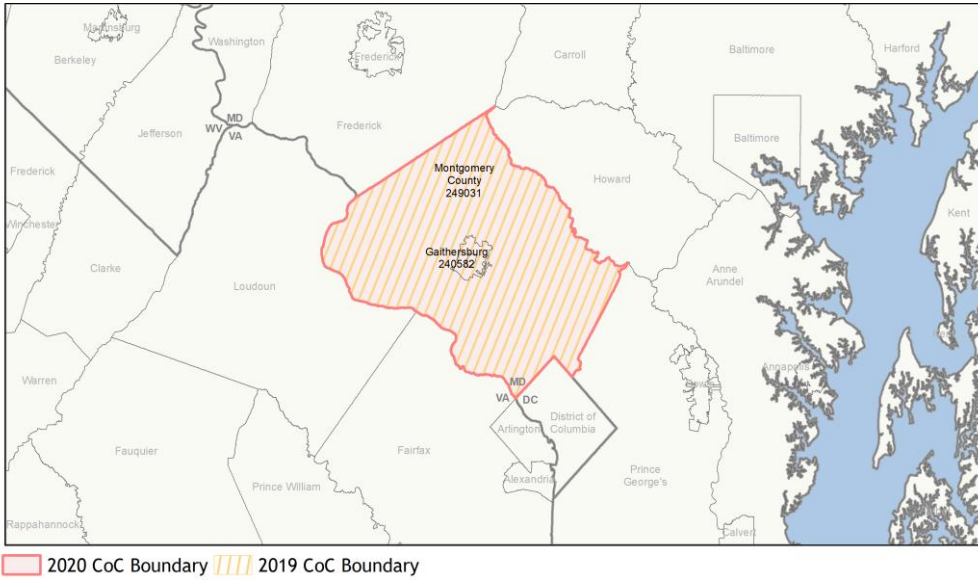 Martinsburg
Washington
Frederick
Carroll
Baltimore
Harford
Berkeley
MD
WV
VA
Jefferson
Frederick
Baltimore
Montgomery
County
249031
Howard
Frederick
Kent
Winchester
Gaithersburg
240582
Clarke
Loudoun
Anne
Arundel
Warren
MD
VA
DC
Annapolis
Arlington
District of
Columbia
Fauquier
Fairfax
Prince
George's
Alexandria
Prince William
Rappahannock
Calvert
2020 CoC Boundary
2019 CoC Boundary